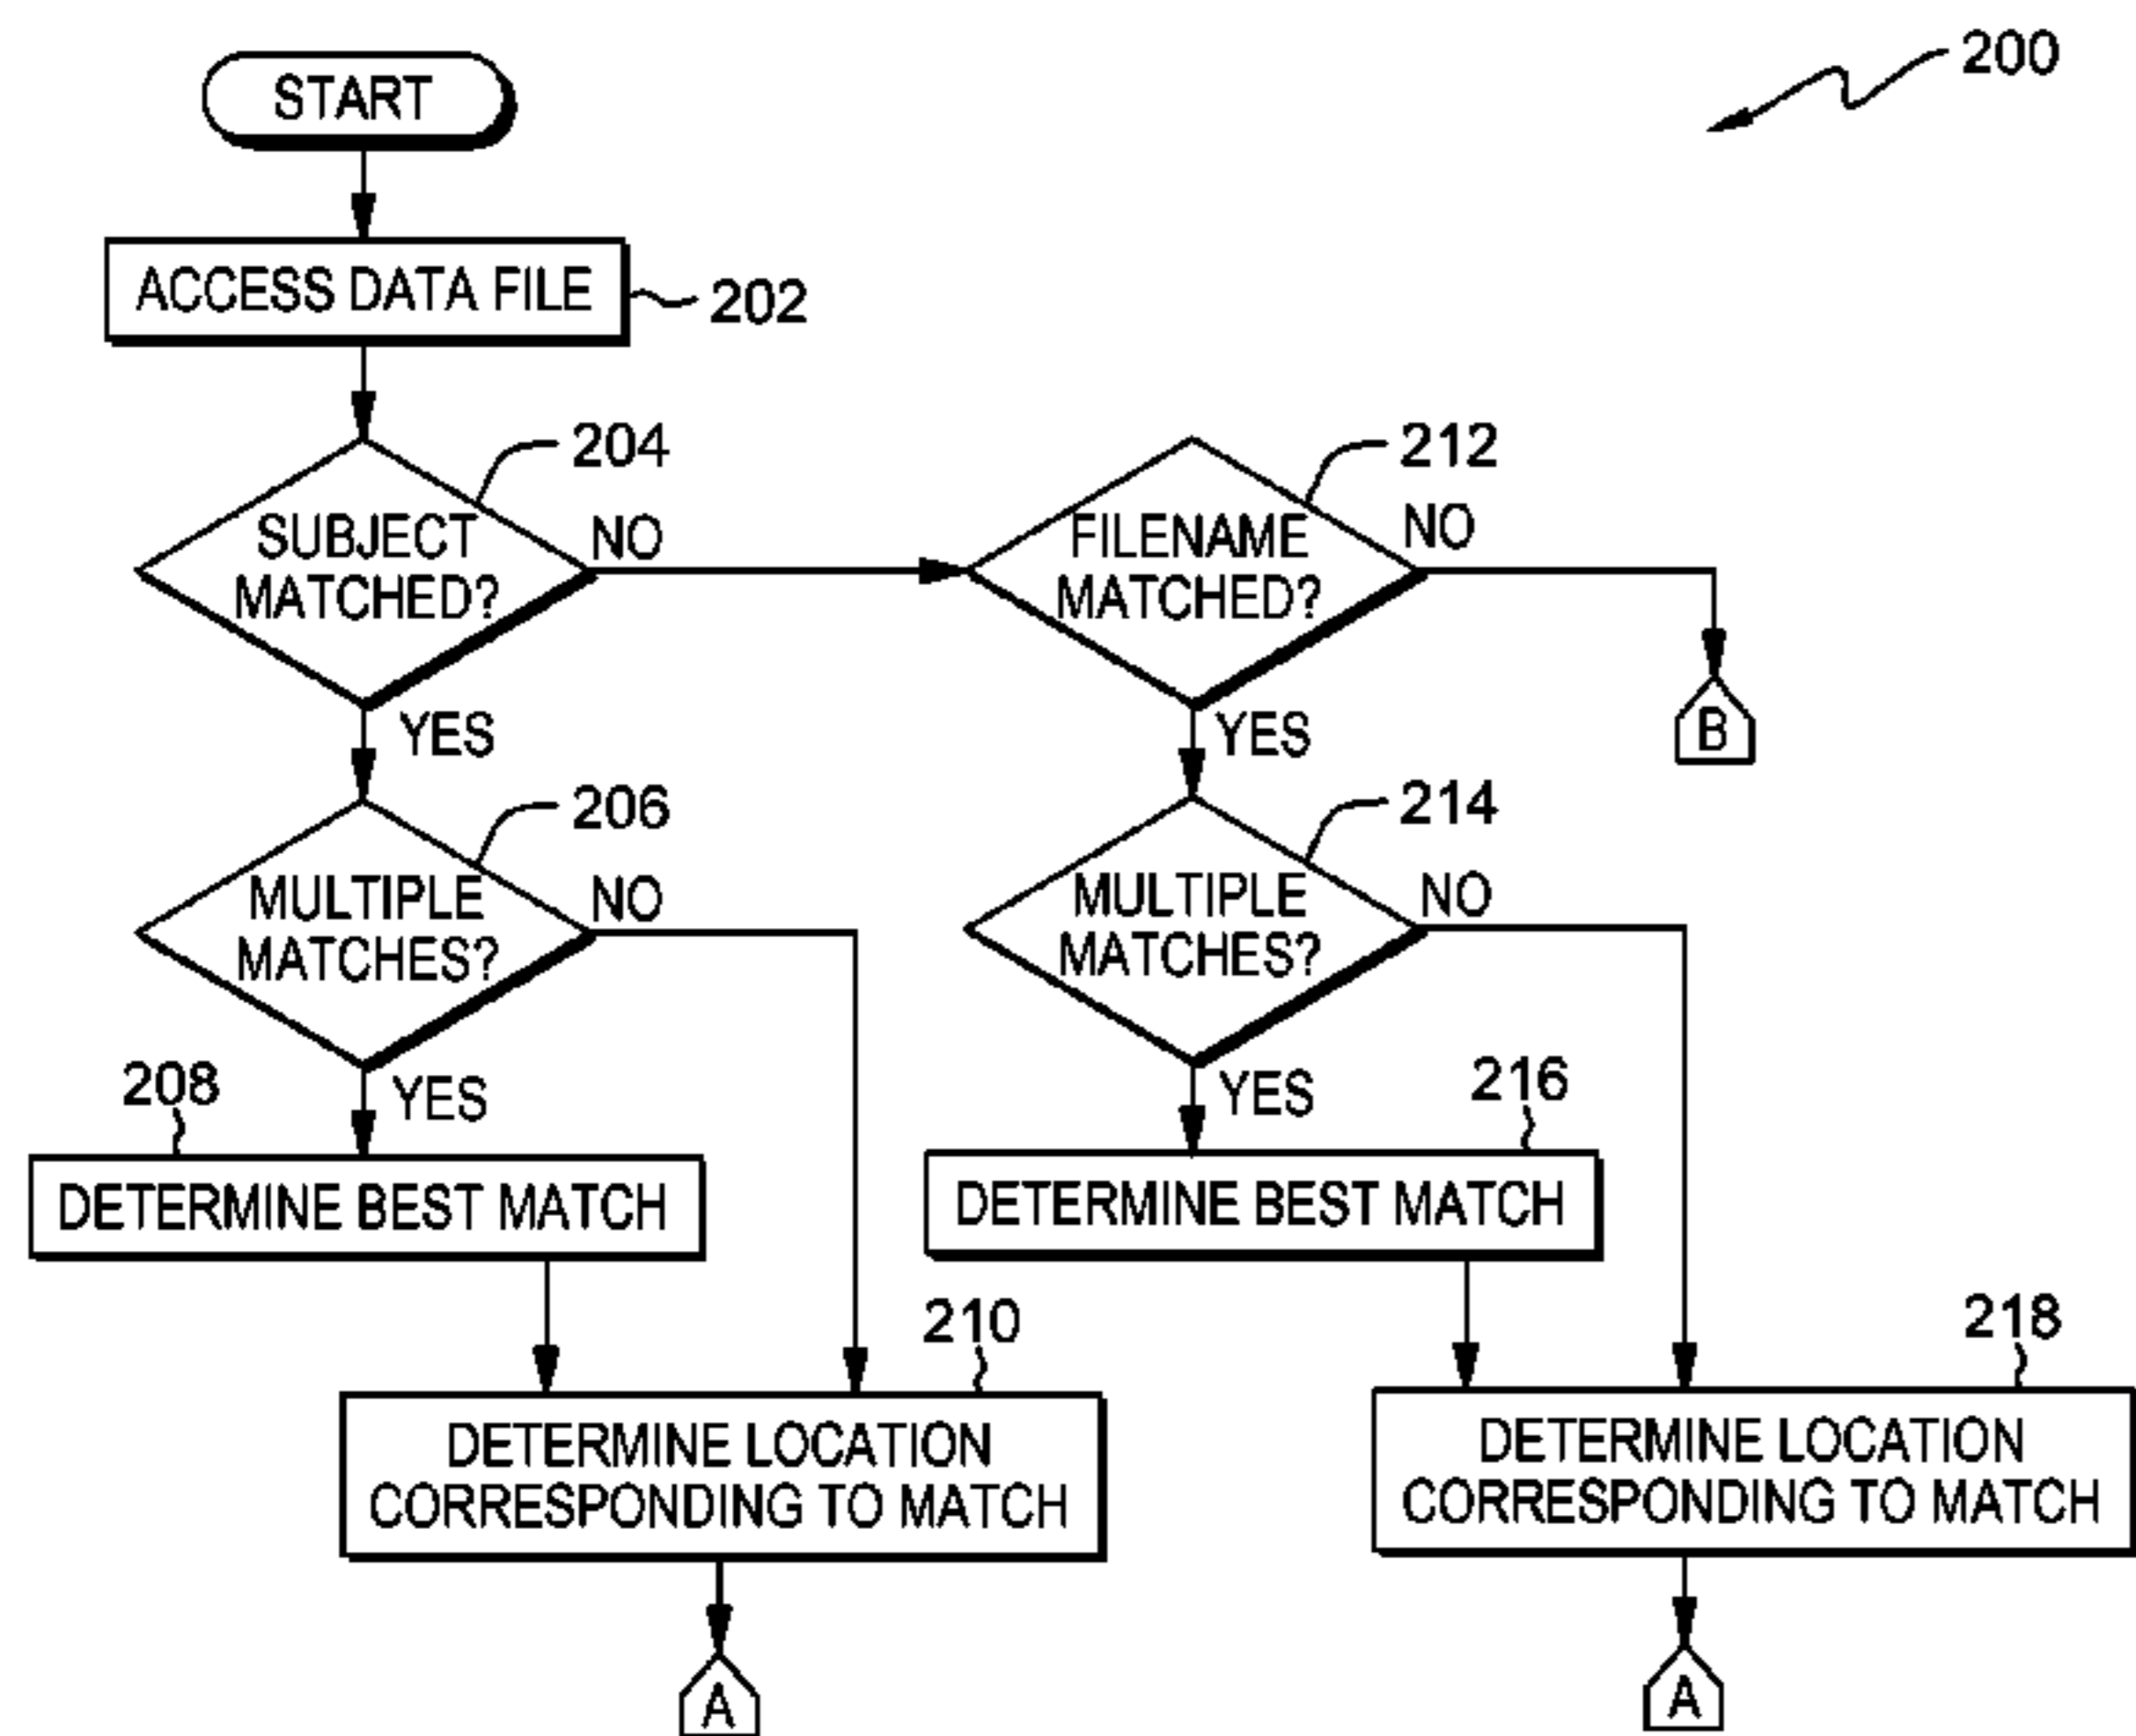 200
START
ACCESS DATA FILE
202
204
SUBJECT
MATCHED?
NO
YES
212
FILENAME
MATCHED?
NO
YES
B
206
MULTIPLE
MATCHES?
NO
YES
214
MULTIPLE
MATCHES?
NO
YES
208
DETERMINE BEST MATCH
216
DETERMINE BEST MATCH
210
DETERMINE LOCATION
CORRESPONDING TO MATCH
218
DETERMINE LOCATION
CORRESPONDING TO MATCH
A
A